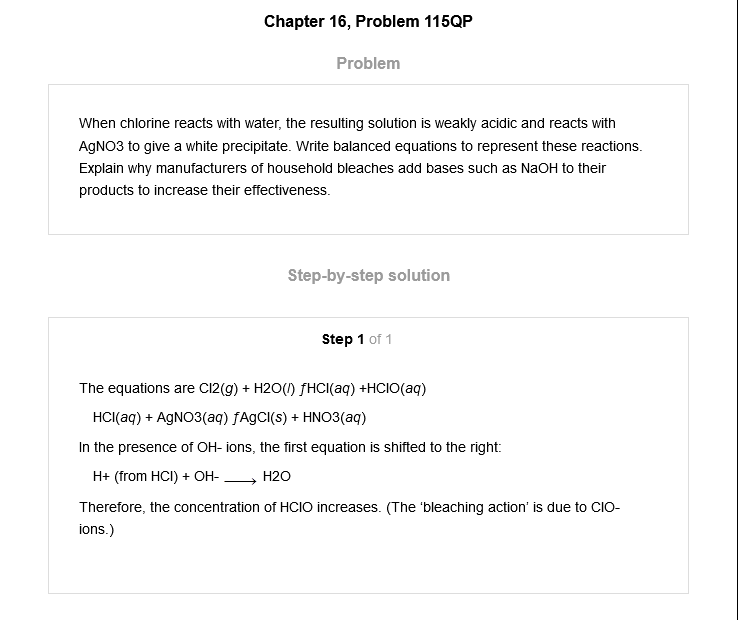 Chapter 16, Problem 115QP
Problem
When chlorine reacts with water, the resulting solution is weakly acidic and reacts with
AgNO3 to give a white precipitate. Write balanced equations to represent these reactions.
Explain why manufacturers of household bleaches add bases such as NaOH to their
products to increase their effectiveness.
Step-by-step solution
Step 1 of 1
The equations are Cl2(g) + H2O(l) ƒHCl(aq) +HClO(aq)
HCl(aq) + AgNO3(aq) ƒAgCl(s) + HNO3(aq)
In the presence of OH- ions, the first equation is shifted to the right:
H+ (from HCl) + OH- ⟶ H2O
Therefore, the concentration of HClO increases. (The ‘bleaching action’ is due to ClO-
ions.)